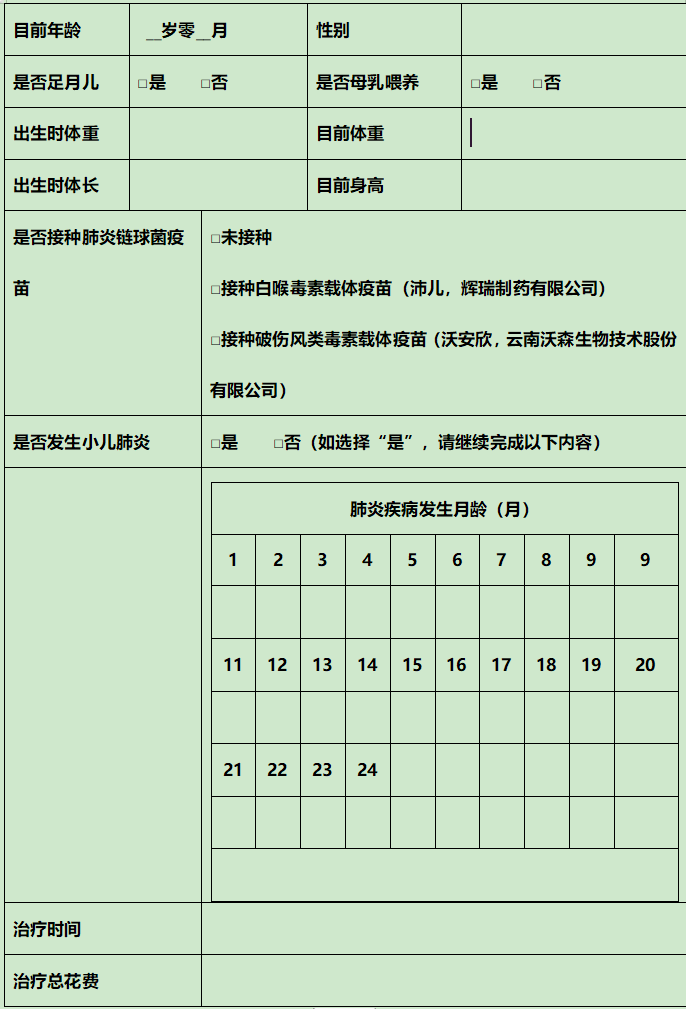 目前年龄 __岁零__月 性别
是否足月儿 □是 □否 是否母乳喂养 □是 □否
出生时体重 目前体重
出生时体长 目前身高
是否接种肺炎链球菌疫
苗
□未接种
□接种白喉毒素载体疫苗（沛儿，辉瑞制药有限公司）
□接种破伤风类毒素载体疫苗（沃安欣，云南沃森生物技术股份
有限公司）
是否发生小儿肺炎 □是 □否（如选择“是”，请继续完成以下内容）
肺炎疾病发生月龄（月）
1 2 3 4 5 6 7 8 9 9
11 12 13 14 15 16 17 18 19 20
21 22 23 24
治疗时间
治疗总花费